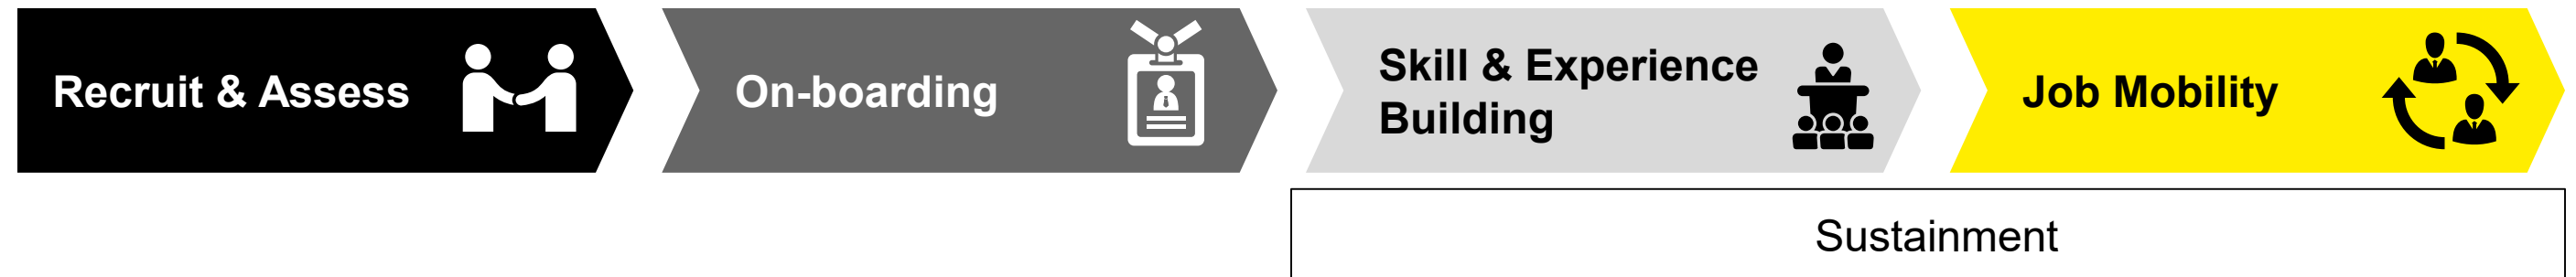 Recruit & Assess
On-boarding
Skill & Experience
Building
Job Mobility
Sustainment